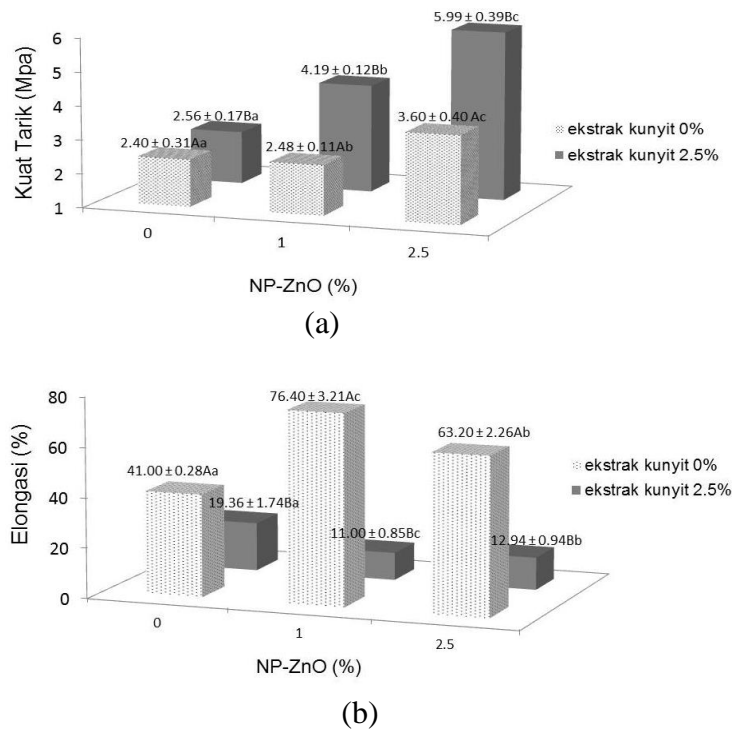 Kuat Tarik (Mpa)
6
5
4
3
2
1
2.40 ± 0.31Aa
2.56 ± 0.17Ba
2.48 ± 0.11Ab
4.19 ± 0.12Bb
3.60 ± 0.40 Ac
5.99 ± 0.39Bc
0
1
2.5
NP-ZnO (%)
ekstrak kunyit 0%
ekstrak kunyit 2.5%
(a)
Elongasi (%)
80
60
40
20
0
41.00 ± 0.28Aa
19.36 ± 1.74Ba
76.40 ± 3.21Ac
11.00 ± 0.85Bc
63.20 ± 2.26Ab
12.94 ± 0.94Bb
0
1
2.5
NP-ZnO (%)
ekstrak kunyit 0%
ekstrak kunyit 2.5%
(b)